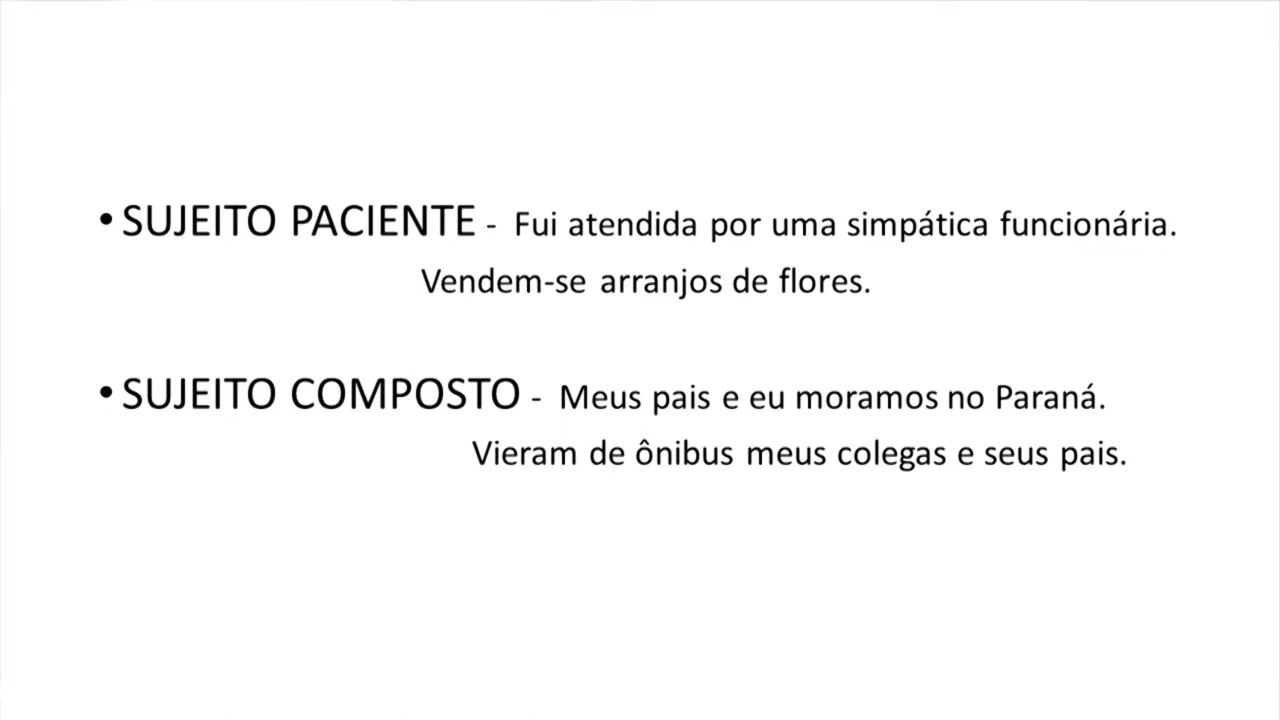 • SUJEITO PACIENTE - Fui atendida por uma simpática funcionária.
Vendem-se arranjos de flores.
• SUJEITO COMPOSTO - Meus pais e eu moramos no Paraná.
Vieram de ônibus meus colegas e seus pais.